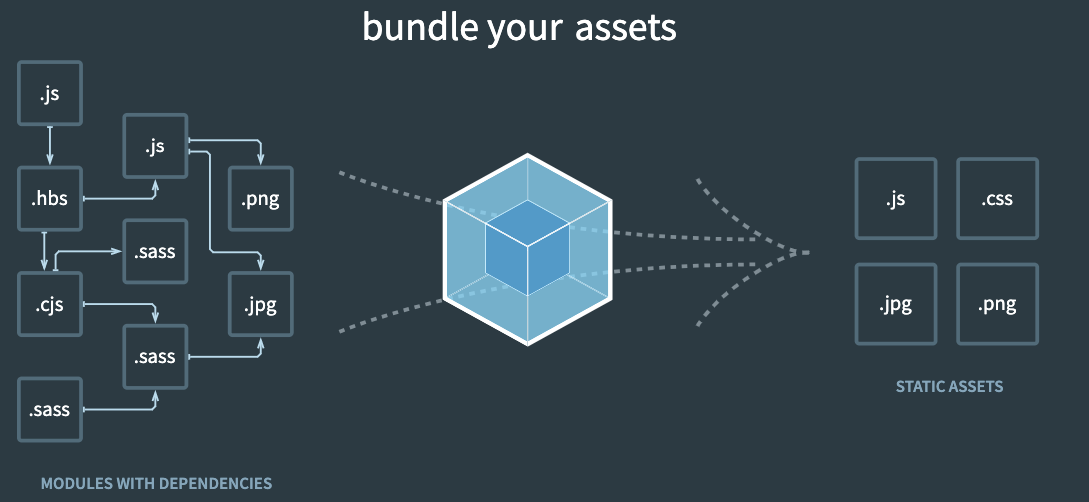 bundle your assets
.js
.js
.hbs
.png
.sass
.cjs
.jpg
.sass
.sass
MODULES WITH DEPENDENCIES
.js
.css
.jpg
.png
STATIC ASSETS